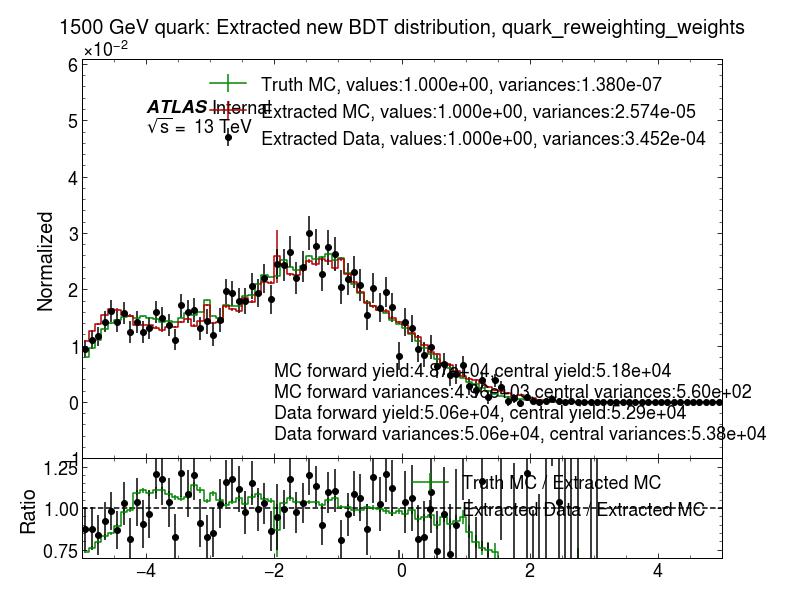 1500 GeV quark: Extracted new BDT distribution, quark_reweighting_weights
×10⁻²
6
5
4
3
2
1
0
1
Normalized
ATLAS Internal
√s = 13 TeV
Truth MC, values:1.000e+00, variances:1.380e-07
Extracted MC, values:1.000e+00, variances:2.574e-05
Extracted Data, values:1.000e+00, variances:3.452e-04
MC forward yield: central yield:5.18e+04
MC forward central variances:5.60e+02
Data forward yield:5.06e+04, central yield:5.29e+04
Data forward variances:5.06e+04, central variances:5.38e+04
1.25
1.00
0.75
Ratio
Truth MC / Extracted MC
Extracted Data / Extracted MC
−4
−2
0
2
4